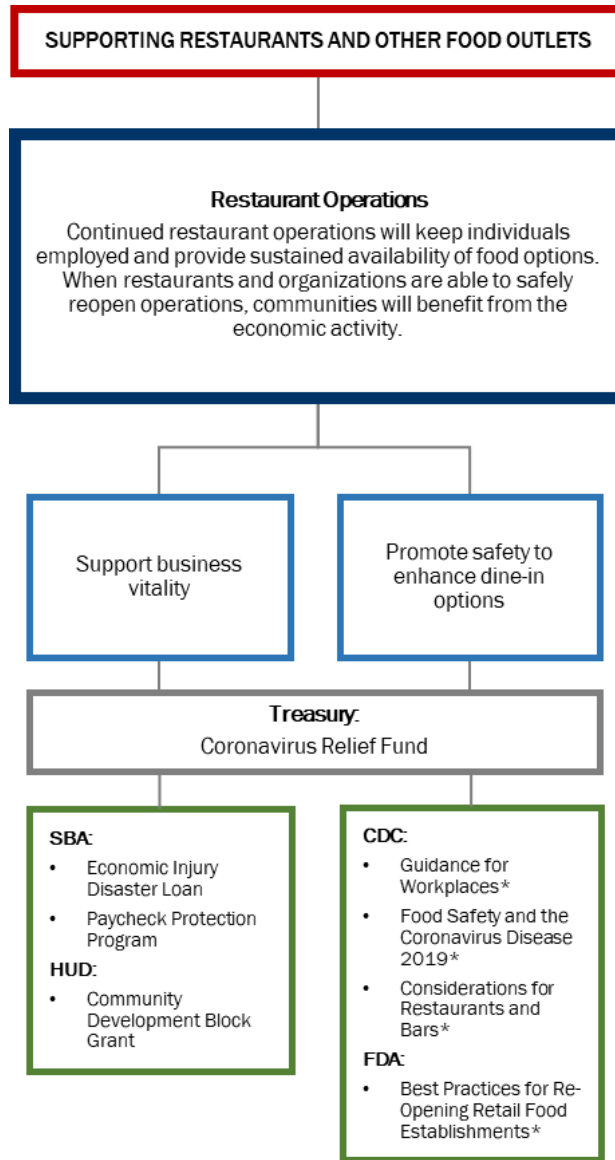 SUPPORTING RESTAURANTS AND OTHER FOOD OUTLETS
Restaurant Operations
Continued restaurant operations will keep individuals
employed and provide sustained availability of food options.
When restaurants and organizations are able to safely
reopen operations, communities will benefit from the
economic activity.
Support business
vitality
Promote safety to
enhance dine-in
options
Treasury:
Coronavirus Relief Fund
SBA:
• Economic Injury
Disaster Loan
• Paycheck Protection
Program
HUD:
• Community
Development Block
Grant
CDC:
• Guidance for
Workplaces*
• Food Safety and the
Coronavirus Disease
2019*
• Considerations for
Restaurants and
Bars*
FDA:
• Best Practices for Re-
Opening Retail Food
Establishments*